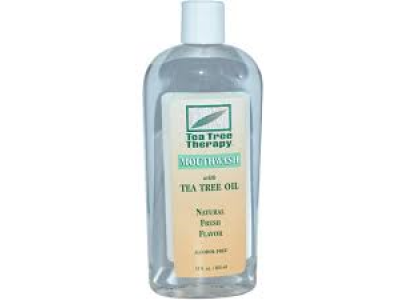 Tea Tree
Therapy
MOUTHWASH
with
TEA TREE OIL
NATURAL
FRESH
FLAVOR
ALCOHOL FREE